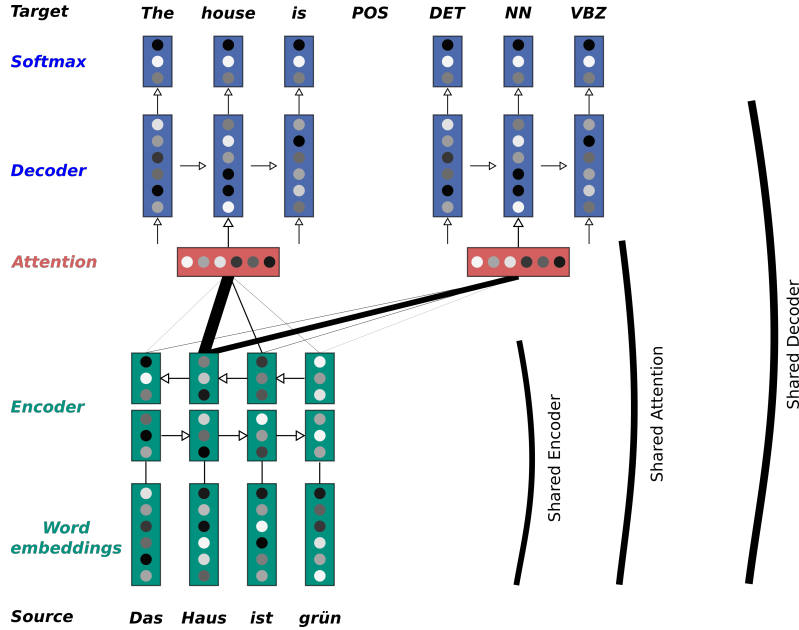 Target The house is POS DET NN VBZ
Softmax
Decoder
Attention
Encoder
Word
embeddings
Source Das Haus ist grün
Shared Encoder
Shared Attention
Shared Decoder